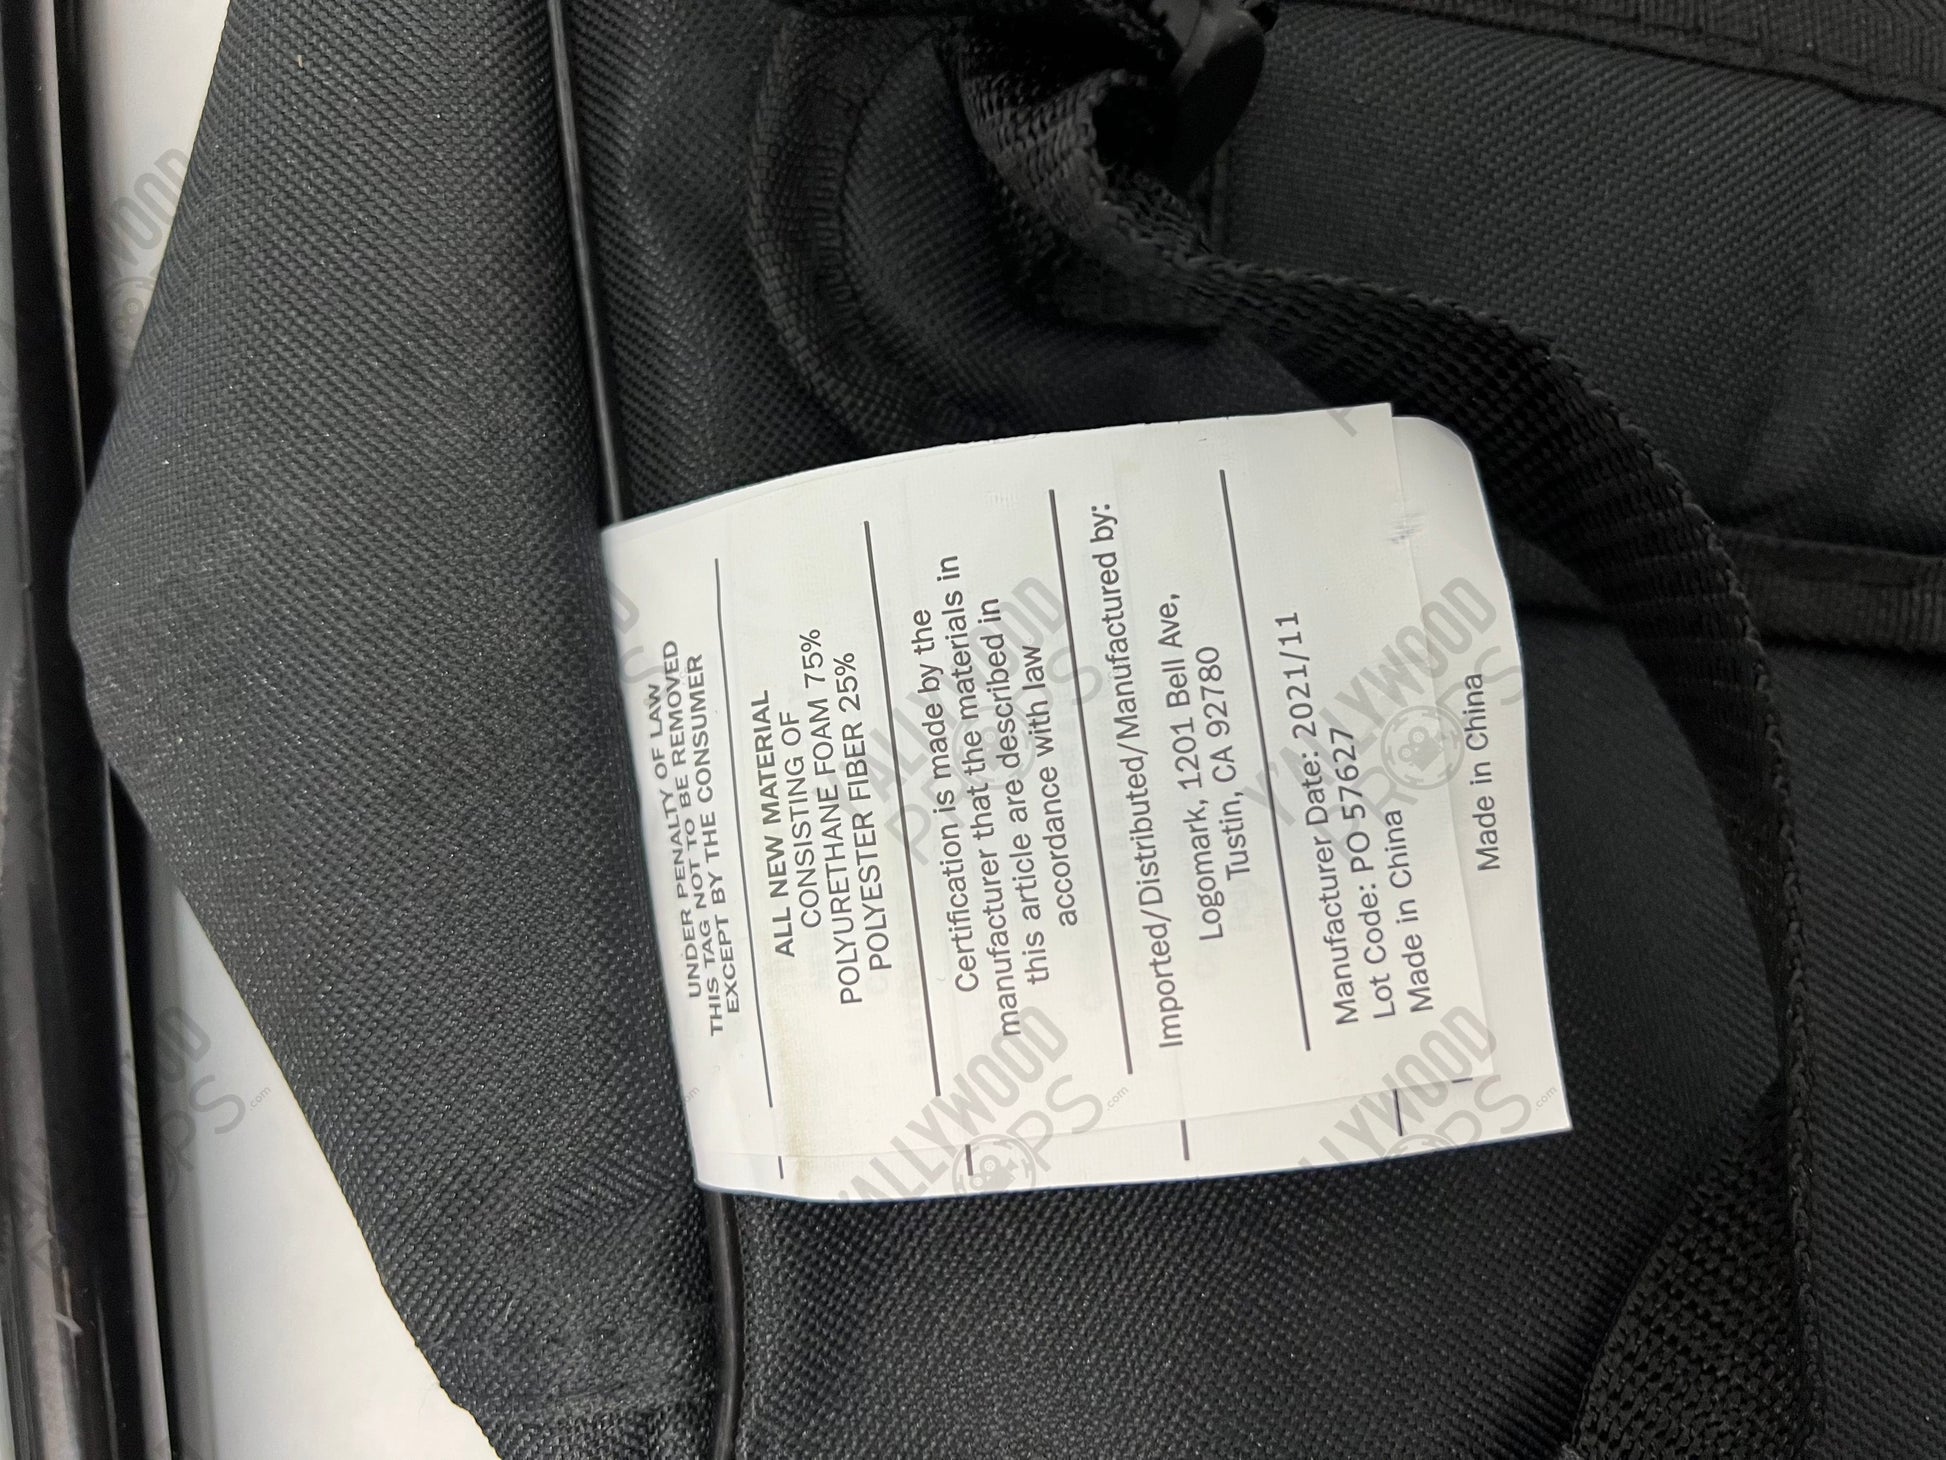 UNDER PENALTY OF LAW
THIS TAG NOT TO BE REMOVED
EXCEPT BY THE CONSUMER
ALL NEW MATERIAL
CONSISTING OF
POLYURETHANE FOAM 75%
POLYESTER FIBER 25%
Certification is made by the
manufacturer that the materials in
this article are described in
accordance with law
Imported/Distributed/Manufactured by:
Logomark, 1201 Bell Ave,
Tustin, CA 92780
Manufacturer Date: 2021/11
Lot Code: PO 57627
Made in China
Made in China
Y'ALLYWOOD
PROPS
.com